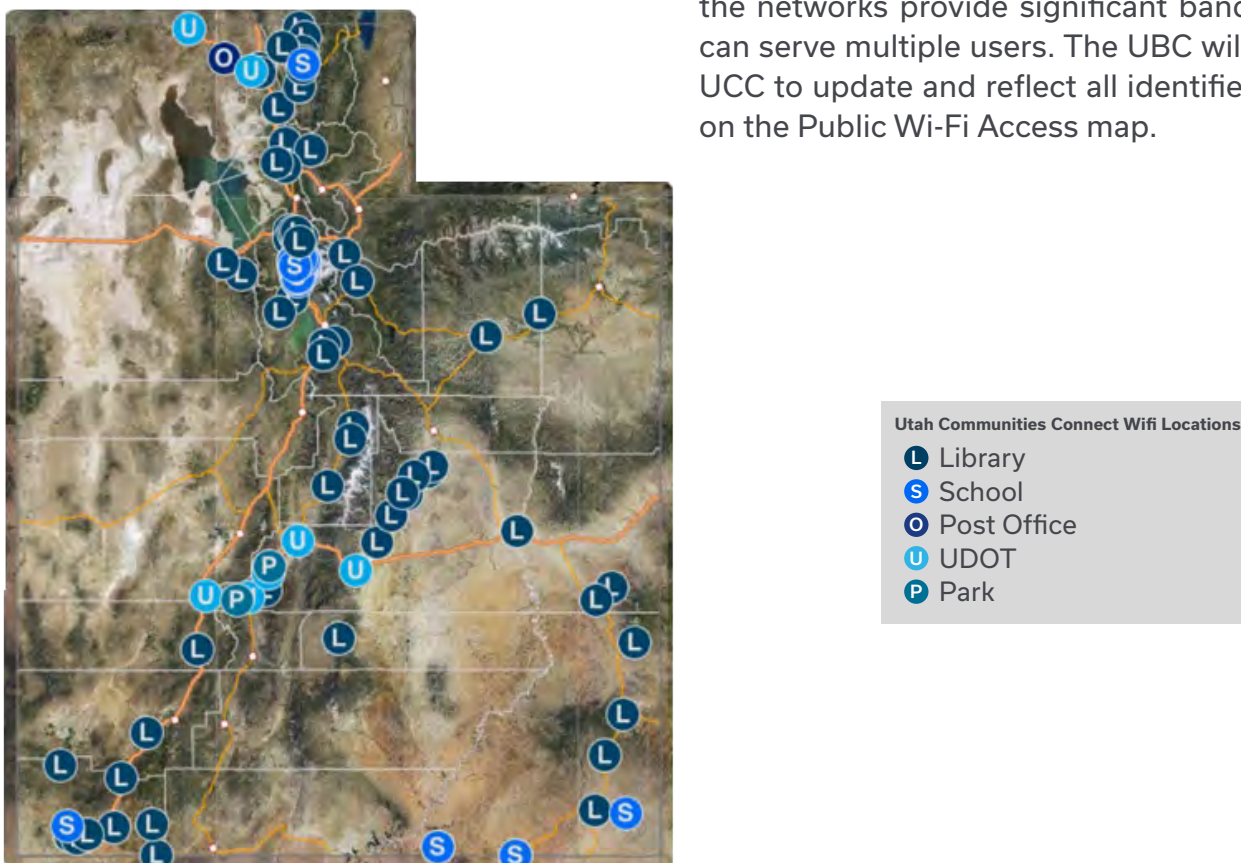 the networks provide significant band
can serve multiple users. The UBC wil
UCC to update and reflect all identifie
on the Public Wi-Fi Access map.
U
O
U
L
L
S
L
L
L
L
L
L
L
L
L
L
S
L
L
L
L
L
L
L
L
L
L
L
L
L
L
U
L
L
U
P
U
P
L
L
L
L
L
L
L
L
L
L
L
S
L
L
L
L
L
S
S
S
Utah Communities Connect Wifi Locations
L Library
S School
O Post Office
U UDOT
P Park